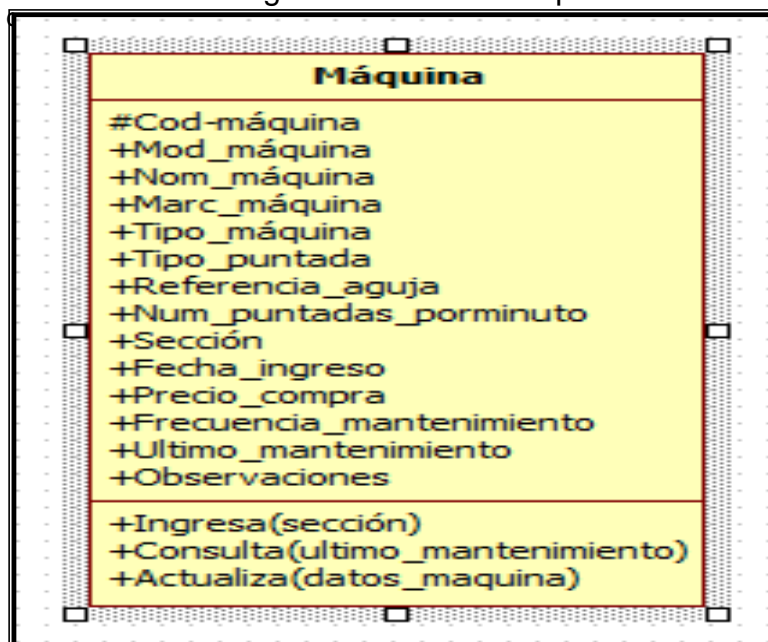 Máquina
#Cod-máquina
+Mod_máquina
+Nom_máquina
+Marc_máquina
+Tipo_máquina
+Tipo_puntada
+Referencia_aguja
+Num_puntadas_porminuto
+Sección
+Fecha_ingreso
+Precio_compra
+Frecuencia_mantenimiento
+Ultimo_mantenimiento
+Observaciones
+Ingresa(sección)
+Consulta(ultimo_mantenimiento)
+Actualiza(datos_maquina)